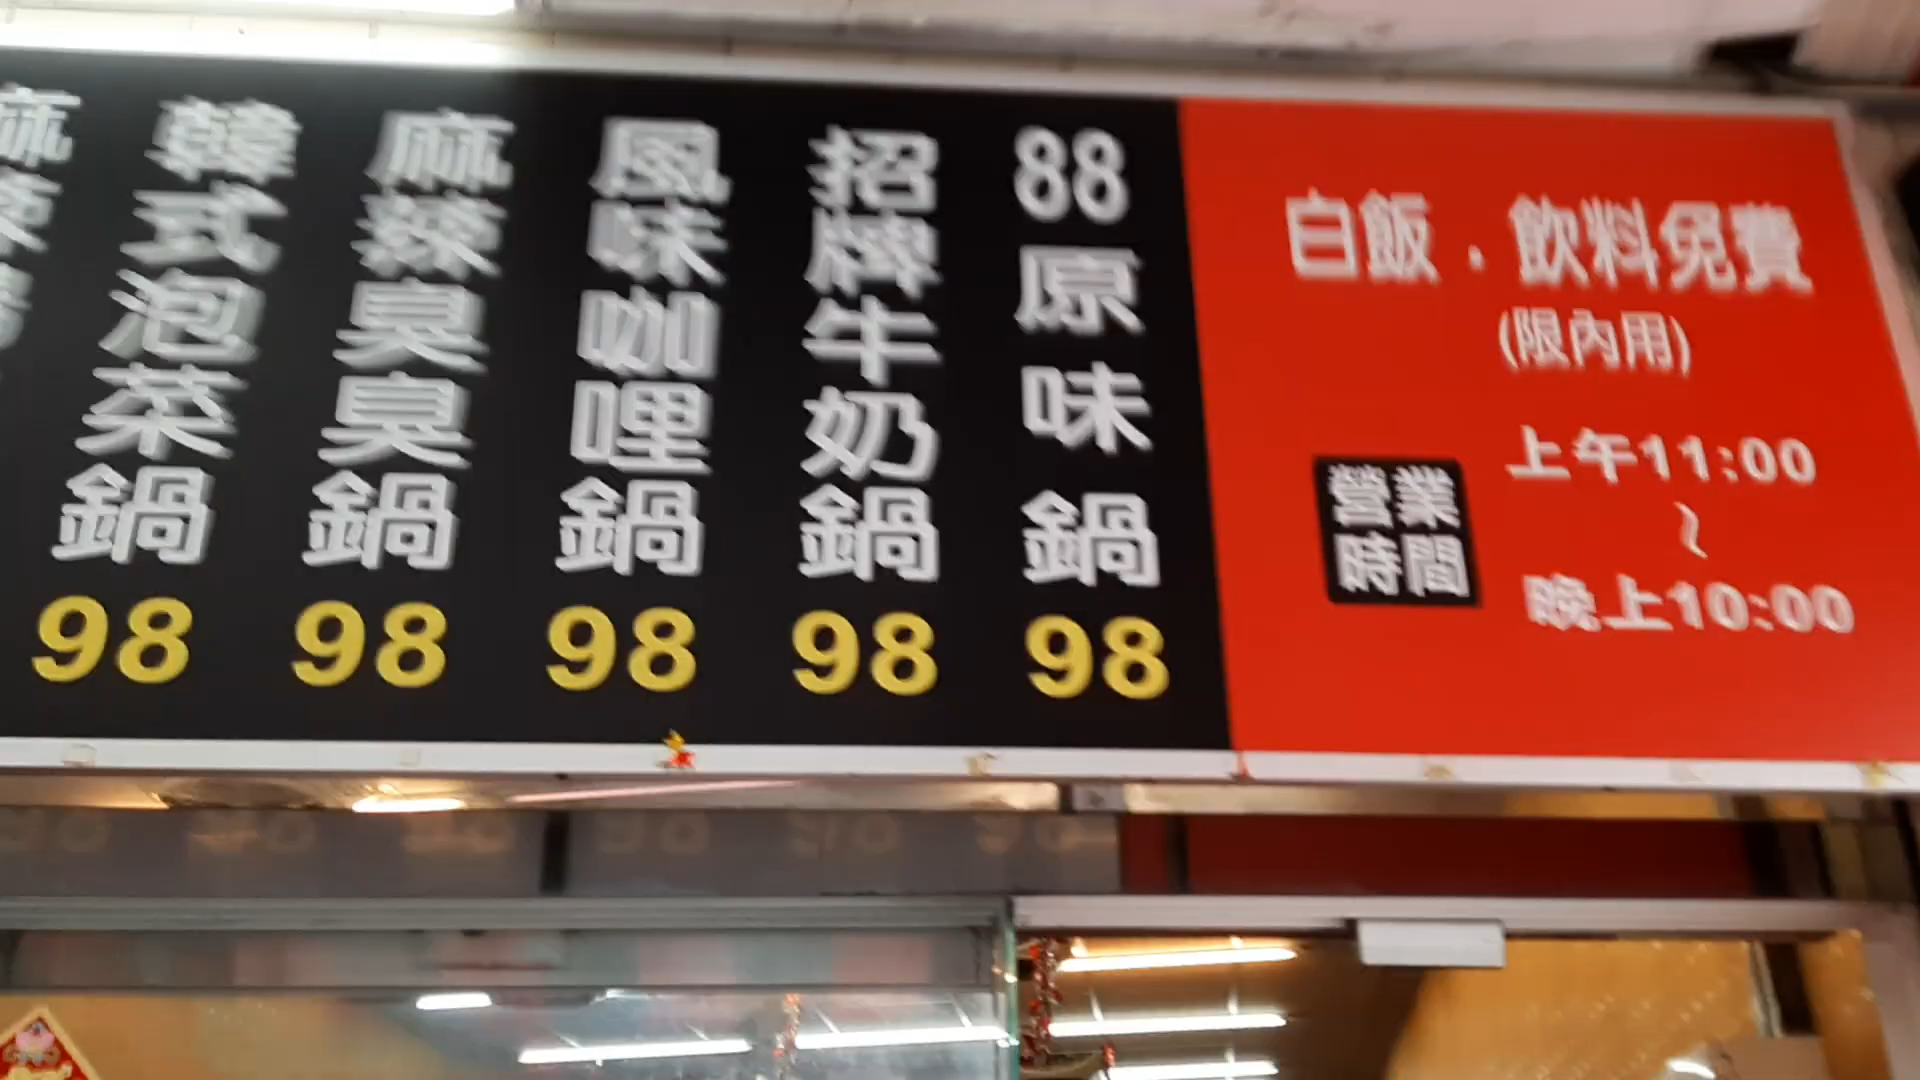 88原味鍋
98
招牌牛奶鍋
98
風味咖哩鍋
98
麻辣臭臭鍋
98
韓式泡菜鍋
98
麻
白飯.飲料免費
(限內用)
營業
時間
上午11:00
~
晚上10:00